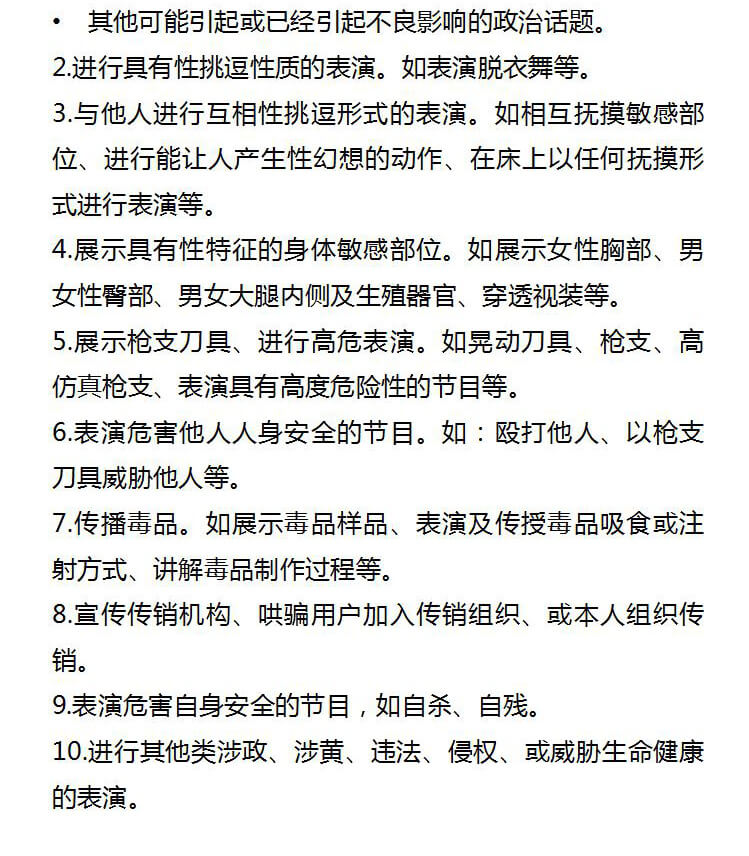 • 其他可能引起或已经引起不良影响的政治话题。
2.进行具有性挑逗性质的表演。如表演脱衣舞等。
3.与他人进行互相性挑逗形式的表演。如相互抚摸敏感部
位、进行能让人产生性幻想的动作、在床上以任何抚摸形
式进行表演等。
4.展示具有性特征的身体敏感部位。如展示女性胸部、男
女性臀部、男女大腿内侧及生殖器官、穿透视装等。
5.展示枪支刀具、进行高危表演。如晃动刀具、枪支、高
仿真枪支、表演具有高度危险性的节目等。
6.表演危害他人人身安全的节目。如：殴打他人、以枪支
刀具威胁他人等。
7.传播毒品。如展示毒品样品、表演及传授毒品吸食或注
射方式、讲解毒品制作过程等。
8.宣传传销机构、哄骗用户加入传销组织、或本人组织传
销。
9.表演危害自身安全的节目，如自杀、自残。
10.进行其他类涉政、涉黄、违法、侵权、或威胁生命健康
的表演。